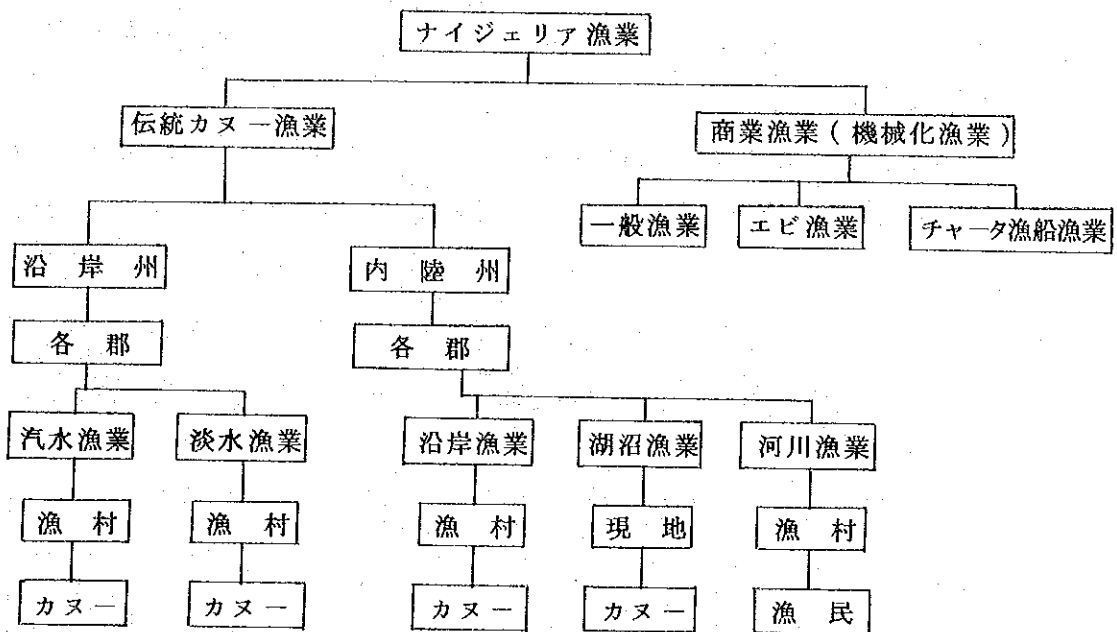 ナイジェリア漁業
伝統カヌー漁業
商業漁業(機械化漁業)
一般漁業 エビ漁業 チャータ漁船漁業
沿岸州 内陸州
各郡 各郡
汽水漁業 淡水漁業 沿岸漁業 湖沼漁業 河川漁業
漁村 漁村 漁村 現地 漁村
カヌー カヌー カヌー カヌー 漁民